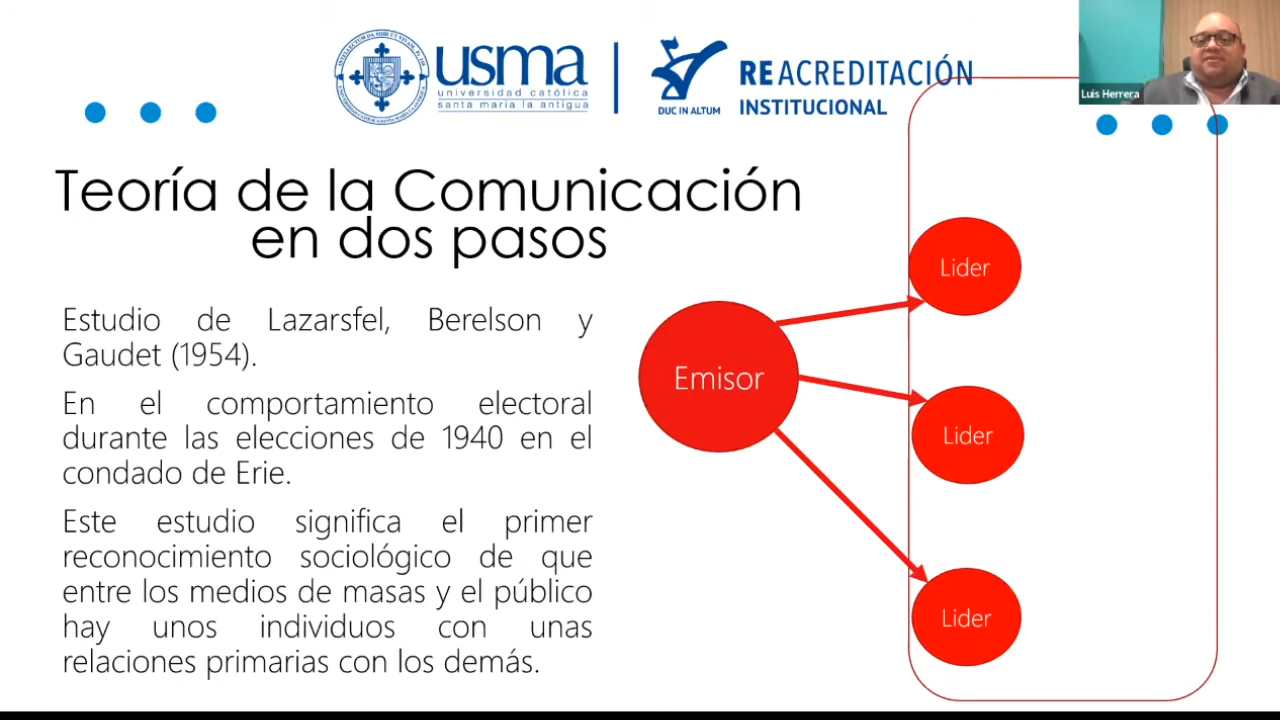 usma
universidad católica
santa maría la antigua
DUC IN ALTUM
REACREDITACIÓN
INSTITUCIONAL
Luis Herrera
Teoría de la Comunicación
en dos pasos
Estudio de Lazarsfel, Berelson y
Gaudet (1954).
En el comportamiento electoral
durante las elecciones de 1940 en el
condado de Erie.
Este estudio significa el primer
reconocimiento sociológico de que
entre los medios de masas y el público
hay unos individuos con unas
relaciones primarias con los demás.
Emisor
Lider
Lider
Lider